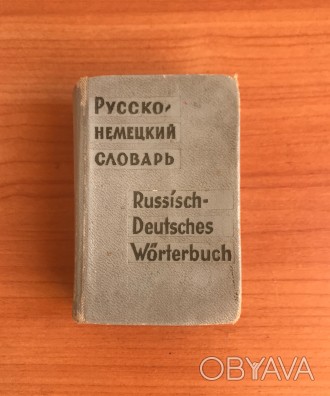 Русско-
немецкий
словарь
Russisch-
Deutsches
Wörterbuch
OBYAVA